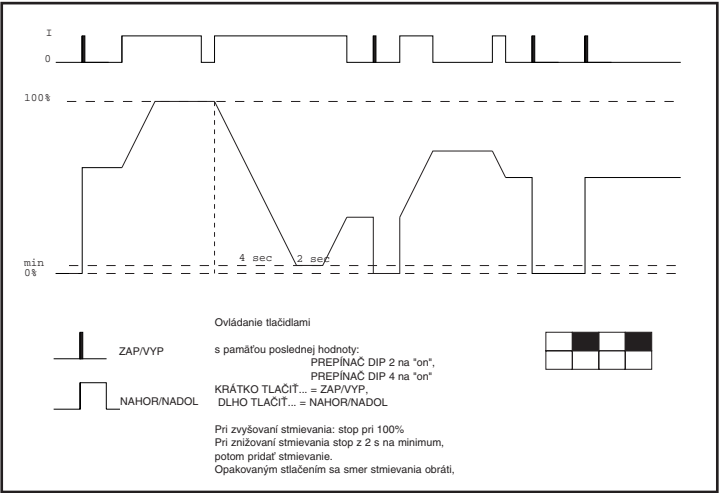 I
0
100%
4 sec 2 sec
min
0%
Ovládanie tlačidlami
ZAP/VYP
s pamäťou poslednej hodnoty:
PREPÍNAČ DIP 2 na "on",
PREPÍNAČ DIP 4 na "on"
KRÁTKO TLAČIŤ... = ZAP/VYP,
NAHOR/NADOL
DLHO TLAČIŤ... = NAHOR/NADOL
Pri zvyšování stmievania: stop pri 100%
Pri znižování stmievania stop z 2 s na minimum,
potom pridať stmievanie.
Opakovaným stlačením sa smer stmievania obráti,